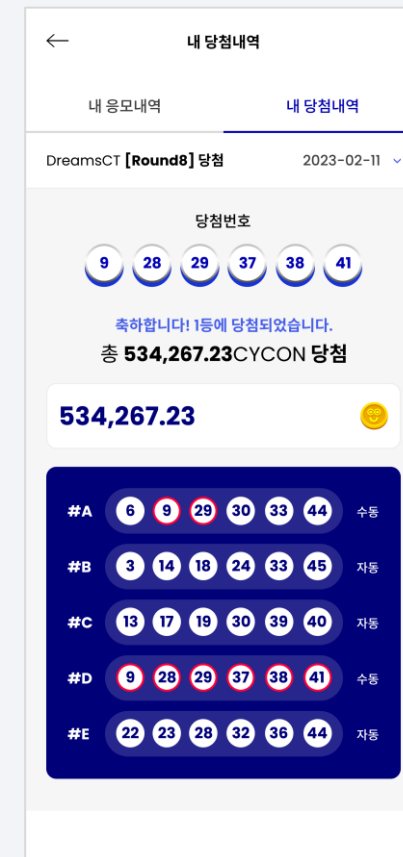 내 당첨내역
내 응모내역 내 당첨내역
DreamsCT [Round8] 당첨 2023-02-11
당첨번호
9 28 29 37 38 41
축하합니다! 1등에 당첨되었습니다.
총 534,267.23CYCON 당첨
534,267.23
#A 6 9 29 30 33 44 수동
#B 3 14 18 24 33 45 자동
#C 13 17 19 30 39 40 자동
#D 9 28 29 37 38 41 수동
#E 22 23 28 32 36 44 자동